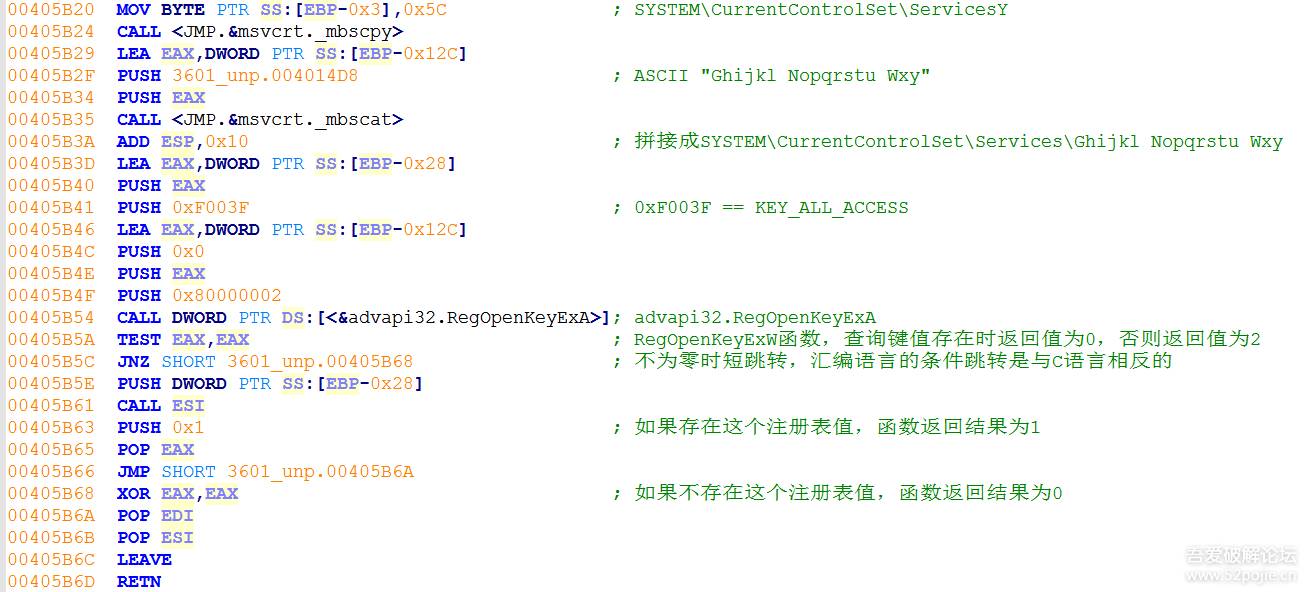 00405B20 MOV BYTE PTR SS:[EBP-0x3],0x5C ; SYSTEM\CurrentControlSet\ServicesY
00405B24 CALL <JMP.&msvcrt._mbscpy>
00405B29 LEA EAX,DWORD PTR SS:[EBP-0x12C]
00405B2F PUSH 3601_unp.004014D8 ; ASCII "Ghijkl Nopqrstu Wxy"
00405B34 PUSH EAX
00405B35 CALL <JMP.&msvcrt._mbscat>
00405B3A ADD ESP,0x10 ; 拼接成SYSTEM\CurrentControlSet\Services\Ghijkl Nopqrstu Wxy
00405B3D LEA EAX,DWORD PTR SS:[EBP-0x28]
00405B40 PUSH EAX
00405B41 PUSH 0xF003F ; 0xF003F == KEY_ALL_ACCESS
00405B46 LEA EAX,DWORD PTR SS:[EBP-0x12C]
00405B4C PUSH 0x0
00405B4E PUSH EAX
00405B4F PUSH 0x80000002
00405B54 CALL DWORD PTR DS:[<&advapi32.RegOpenKeyExA>]; advapi32.RegOpenKeyExA
00405B5A TEST EAX,EAX ; RegOpenKeyExW函数，查询键值存在时返回值为0，否则返回值为2
00405B5C JNZ SHORT 3601_unp.00405B68 ; 不为零时短跳转，汇编语言的条件跳转是与C语言相反的
00405B5E PUSH DWORD PTR SS:[EBP-0x28]
00405B61 CALL ESI
00405B63 PUSH 0x1 ; 如果存在这个注册表值，函数返回结果为1
00405B65 POP EAX
00405B66 JMP SHORT 3601_unp.00405B6A
00405B68 XOR EAX,EAX ; 如果不存在这个注册表值，函数返回结果为0
00405B6A POP EDI
00405B6B POP ESI
00405B6C LEAVE
00405B6D RETN
吾爱破解论坛
www.52pojie.cn